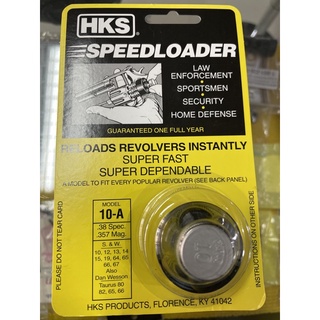 HKS
SPEEDLOADER
LAW
ENFORCEMENT
• SPORTSMEN
• SECURITY
• HOME DEFENSE
GUARANTEED ONE FULL YEAR
RELOADS REVOLVERS INSTANTLY
SUPER FAST
SUPER DEPENDABLE
A MODEL TO FIT EVERY POPULAR REVOLVER (SEE BACK PANEL)
MODEL
10-A
.38 Spec.
.357 Mag.
S. & W.
10, 12, 13, 14
15, 19, 64, 65
66, 67
Also
Dan Wesson
Taurus 80
82, 65, 66
PLEASE DO NOT TEAR CARD
INSTRUCTIONS ON OTHER SIDE
HKS PRODUCTS, FLORENCE, KY 41042